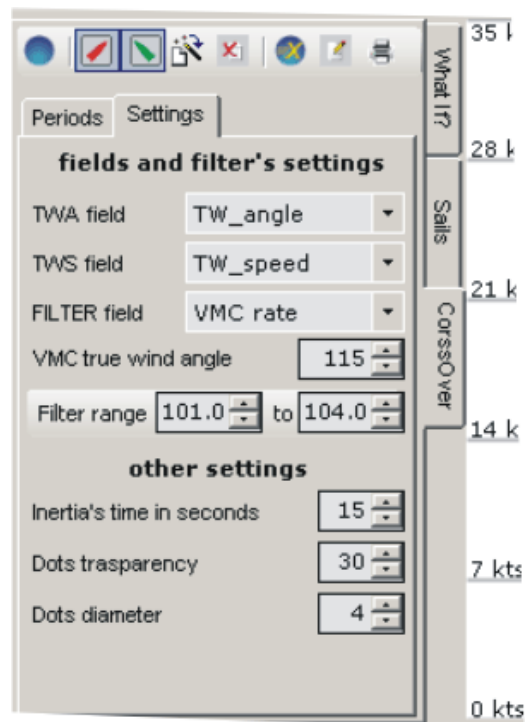 Periods Settings
fields and filter's settings
TWA field TW_angle
TWS field TW_speed
FILTER field VMC rate
VMC true wind angle 115
Filter range 101.0 to 104.0
other settings
Inertia's time in seconds 15
Dots trasparency 30
Dots diameter 4
What If?
Sails
CorssOver
35 k
28 k
21 k
14 k
7 kts
0 kts